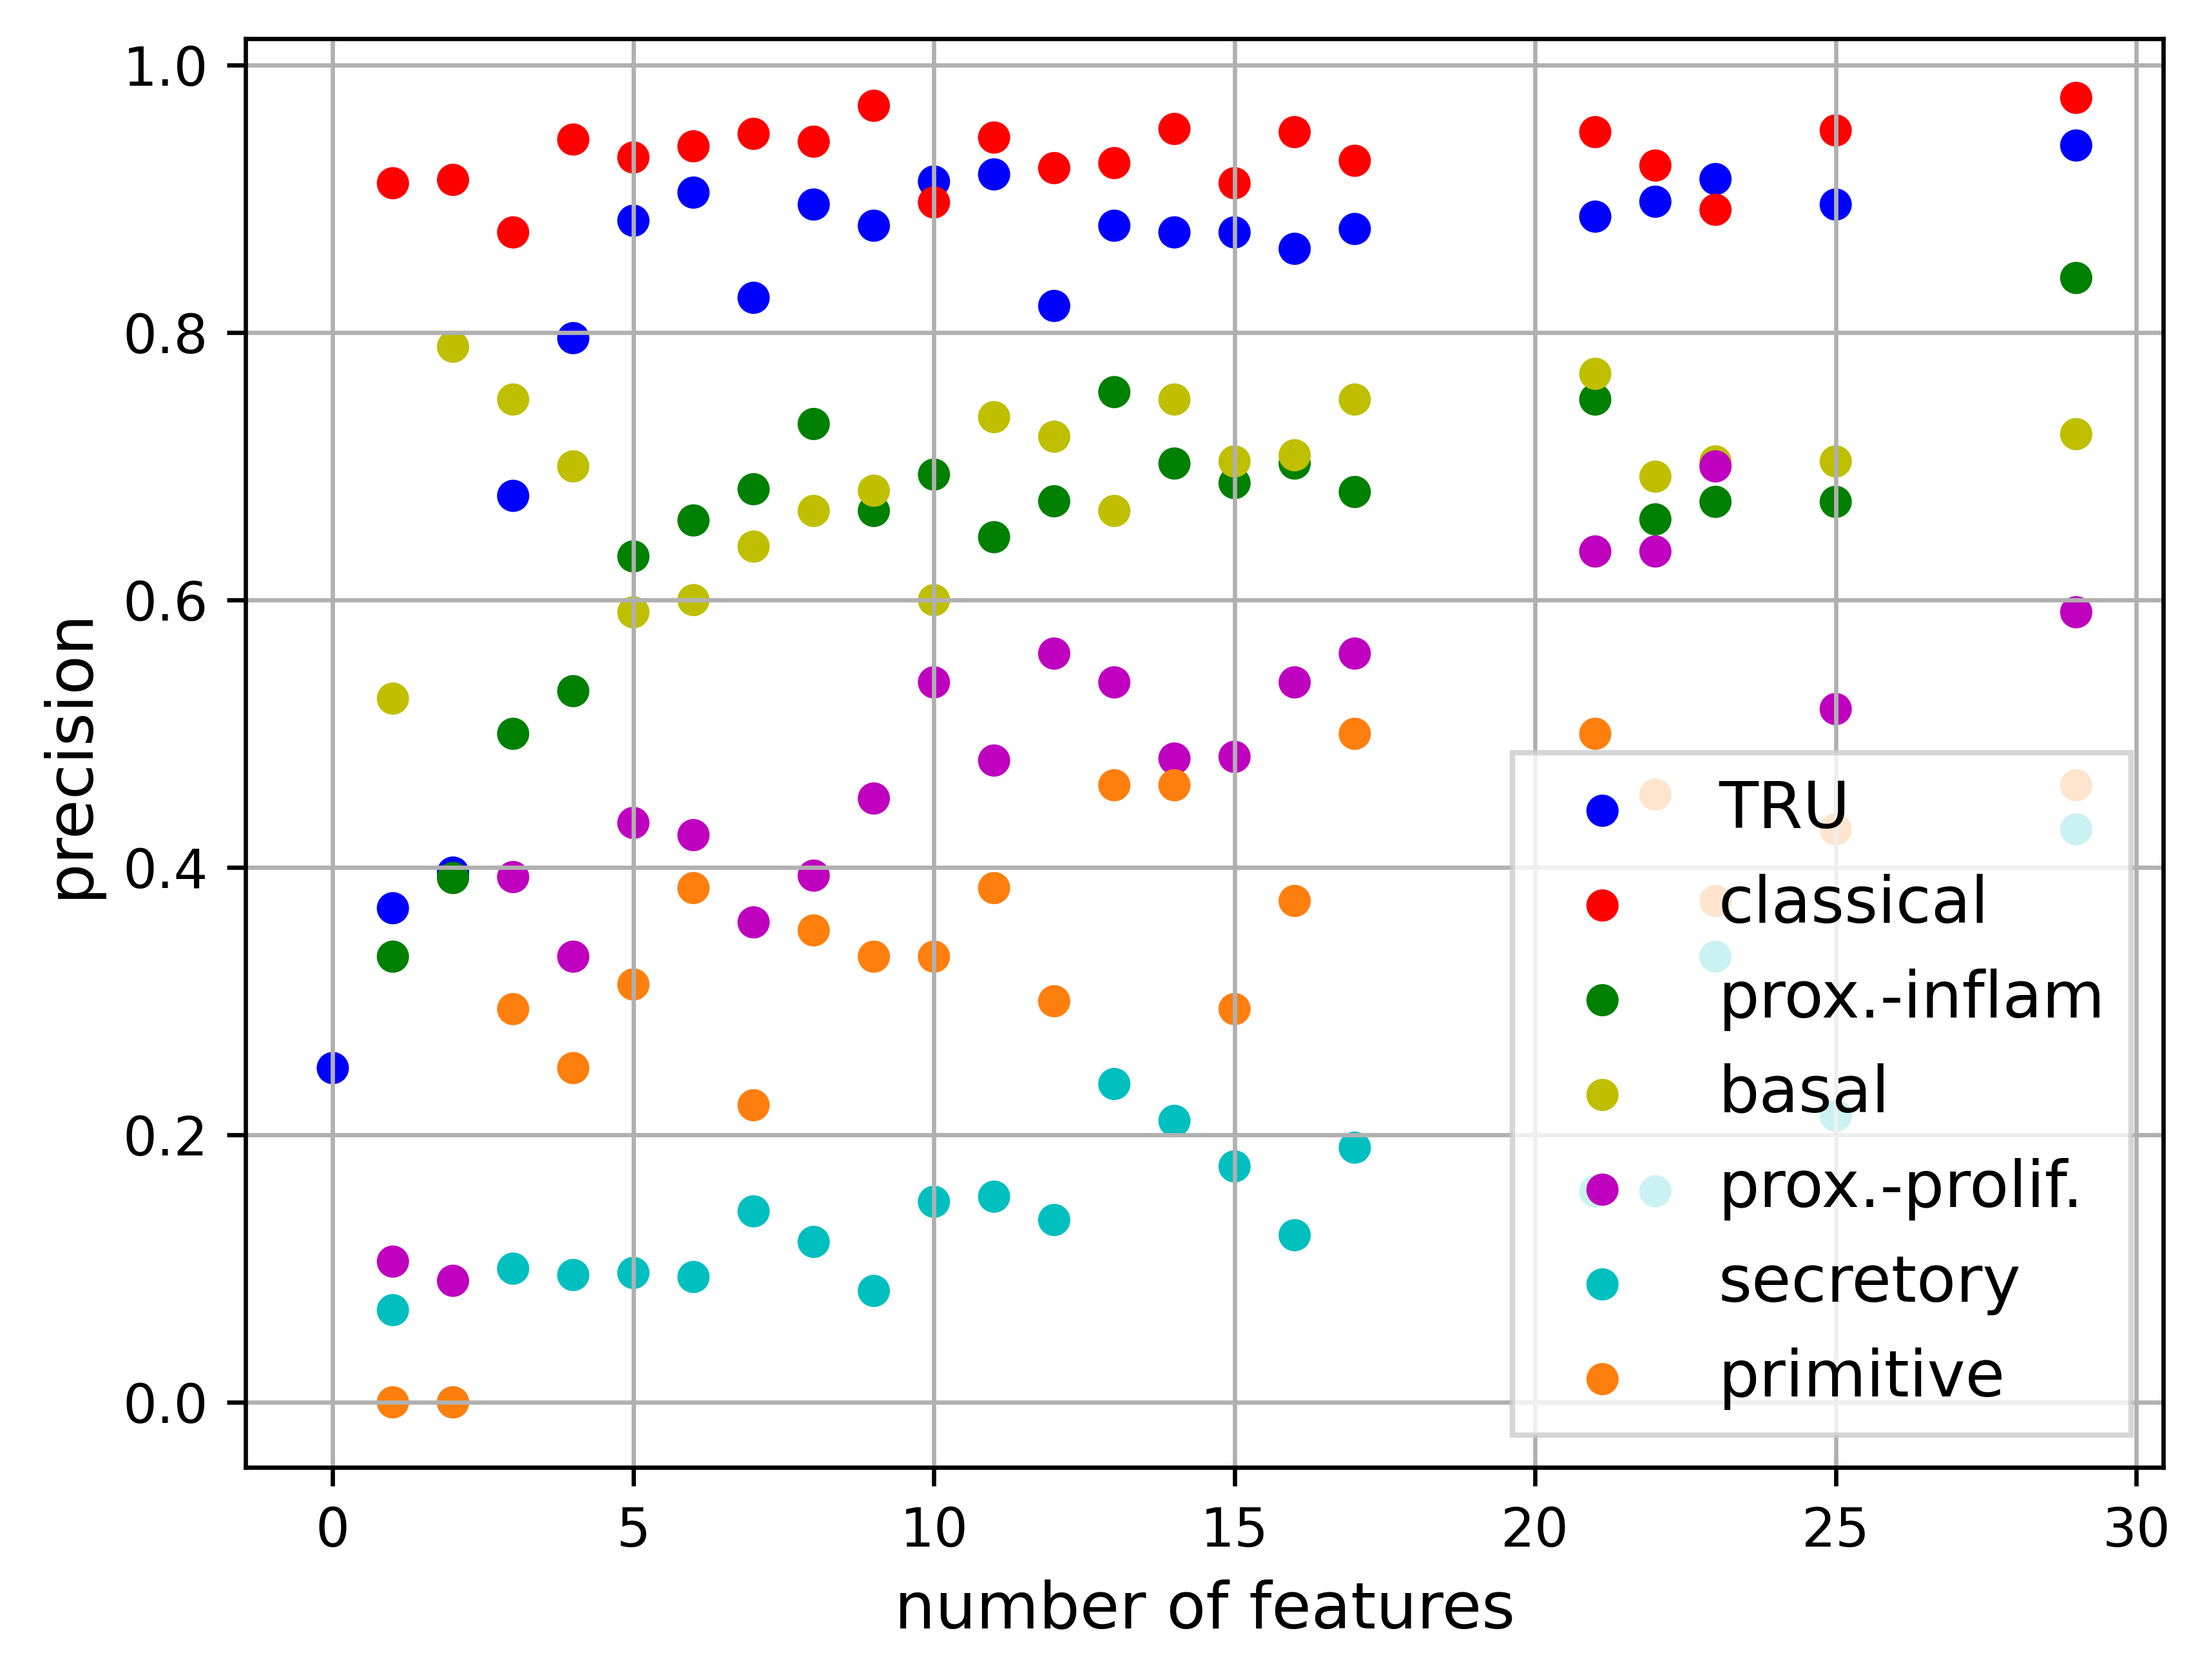 1.0
0.8
0.6
0.4
0.2
0.0
precision
0 5 10 15 20 25 30
number of features
TRU
classical
prox.-inflam
basal
prox.-prolif.
secretory
primitive